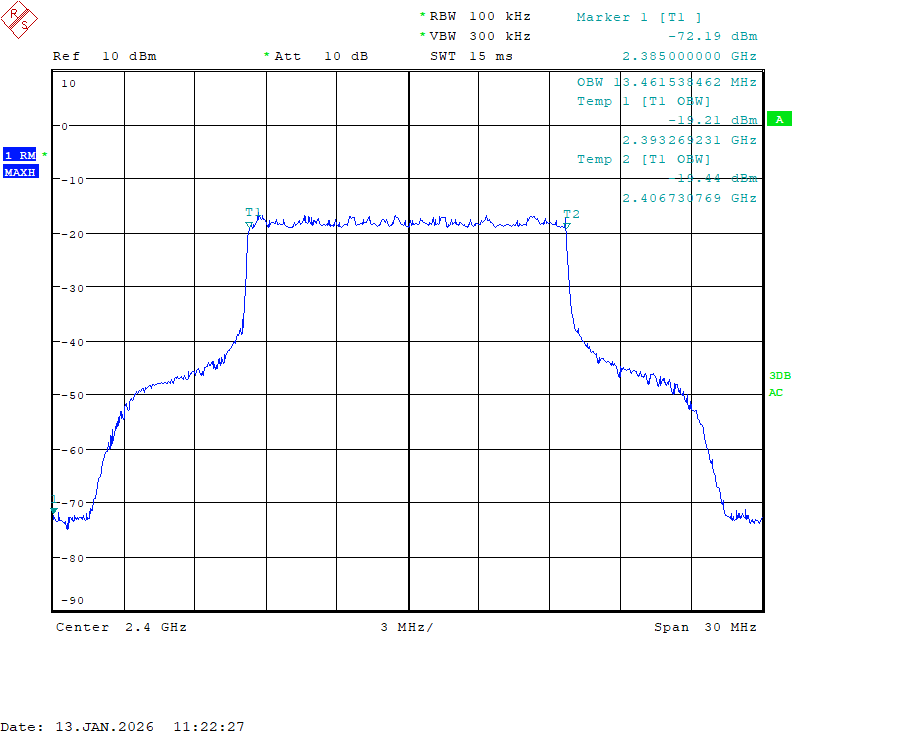 R S
*RBW 100 kHz Marker 1 [T1 ]
*VBW 300 kHz -72.19 dBm
Ref 10 dBm *Att 10 dB SWT 15 ms 2.385000000 GHz
10 OBW 13.461538462 MHz
Temp 1 [T1 OBW]
0 -19.21 dBm A
2.393269231 GHz
1 RM * Temp 2 [T1 OBW]
MAXH
-10 -19.44 dBm
2.406730769 GHz
T1 T2
-20
-30
-40
3DB
-50 AC
-60
1
-70
-80
-90
Center 2.4 GHz 3 MHz/ Span 30 MHz
Date: 13.JAN.2026 11:22:27